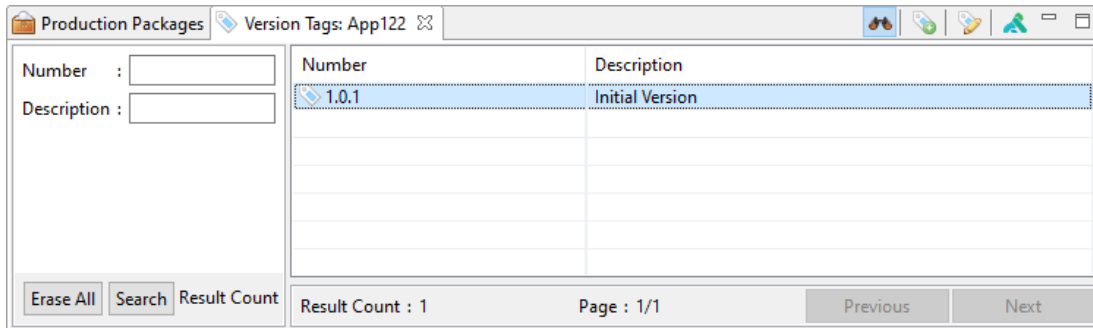 Production Packages Version Tags: App122
Number :
Description :
Erase All Search Result Count
Number Description
1.0.1 Initial Version
Result Count : 1 Page : 1/1 Previous Next